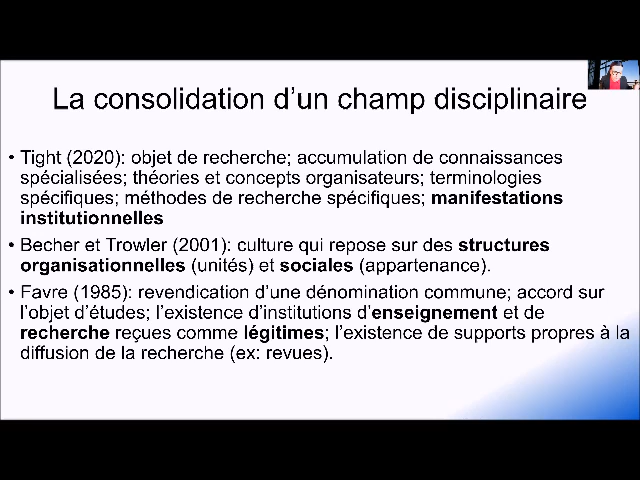 La consolidation d’un champ disciplinaire
• Tight (2020): objet de recherche; accumulation de connaissances
spécialisées; théories et concepts organisateurs; terminologies
spécifiques; méthodes de recherche spécifiques; manifestations
institutionnelles
• Becher et Trowler (2001): culture qui repose sur des structures
organisationnelles (unités) et sociales (appartenance).
• Favre (1985): revendication d’une dénomination commune; accord sur
l’objet d’études; l’existence d’institutions d’enseignement et de
recherche reçues comme légitimes; l’existence de supports propres à la
diffusion de la recherche (ex: revues).